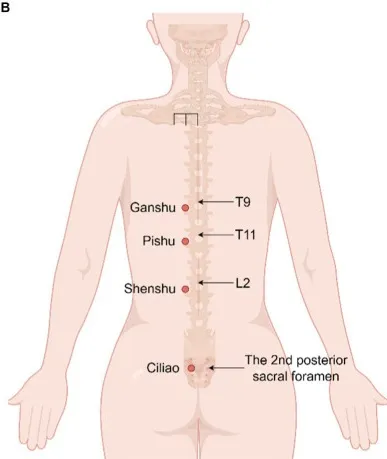 B
Ganshu
T9
Pishu
T11
Shenshu
L2
Ciliao
The 2nd posterior
sacral foramen